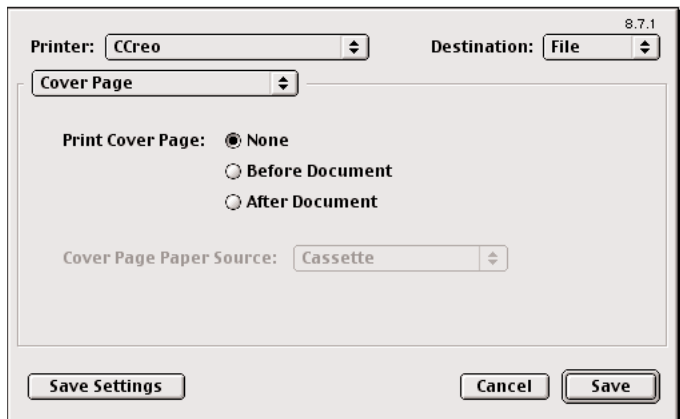 8.7.1
Printer: CCreo Destination: File
Cover Page
Print Cover Page: None
Before Document
After Document
Cover Page Paper Source: Cassette
Save Settings Cancel Save